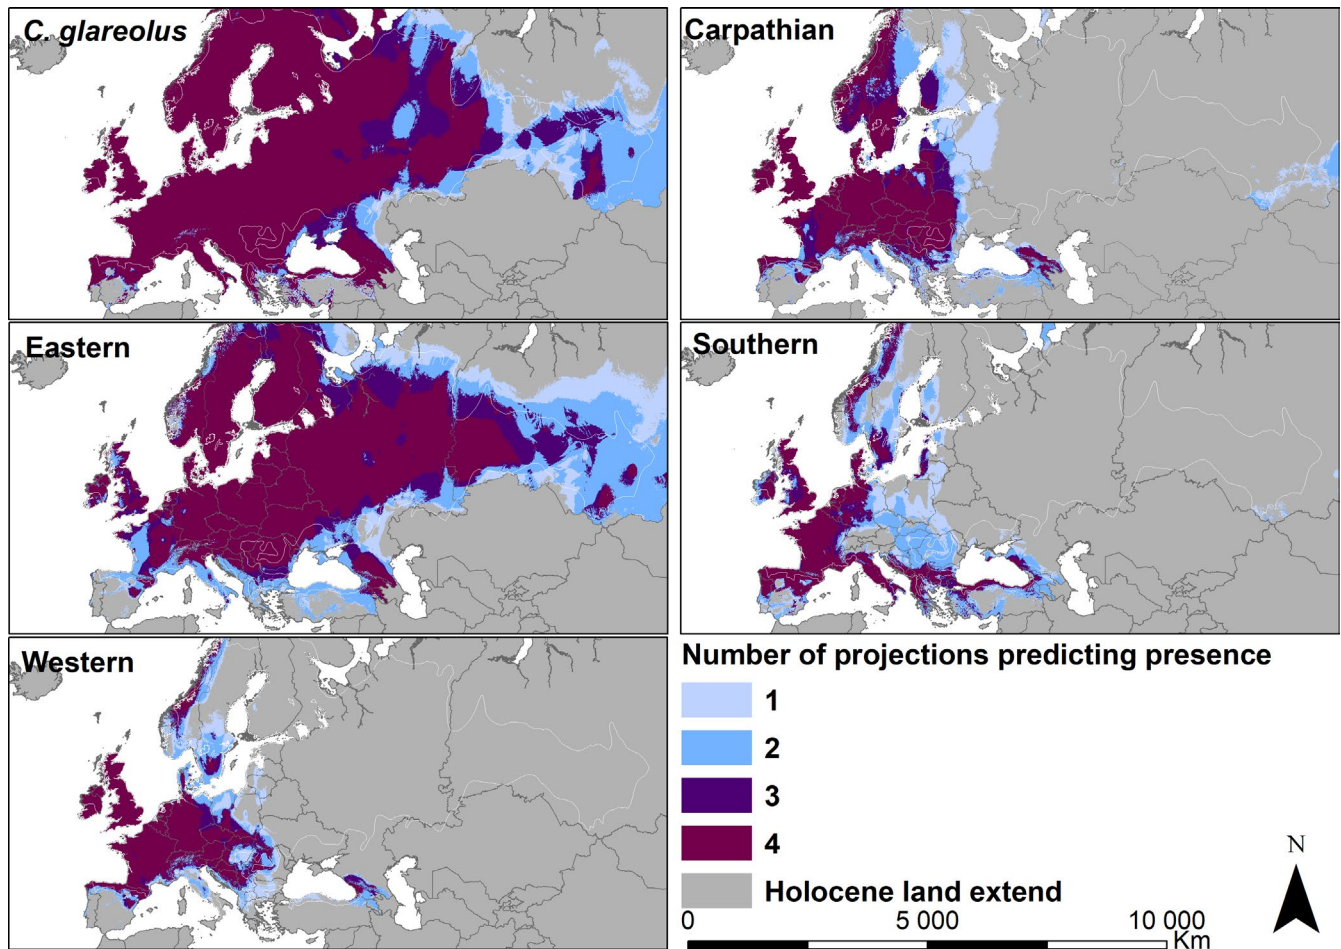 C. glareolus
Carpathian
Eastern
Southern
Western
Number of projections predicting presence
1
2
3
4
Holocene land extend
N
0 5 000 10 000
Km